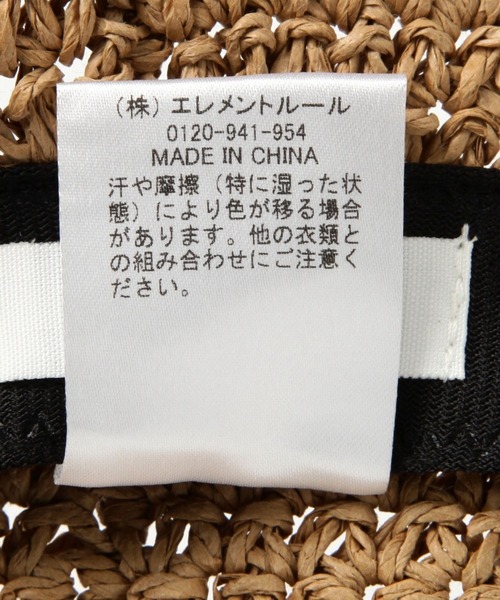 （株）エレメントルール
0120-941-954
MADE IN CHINA
汗や摩擦（特に湿った状
態）により色が移る場合
があります。他の衣類と
の組み合わせにご注意く
ださい。